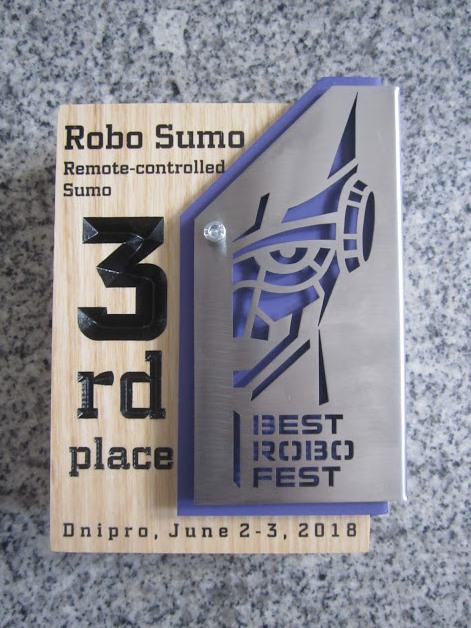 Robo Sumo
Remote-controlled
Sumo
3
rd
place
BEST
ROBO
FEST
Dnipro, June 2-3, 2018